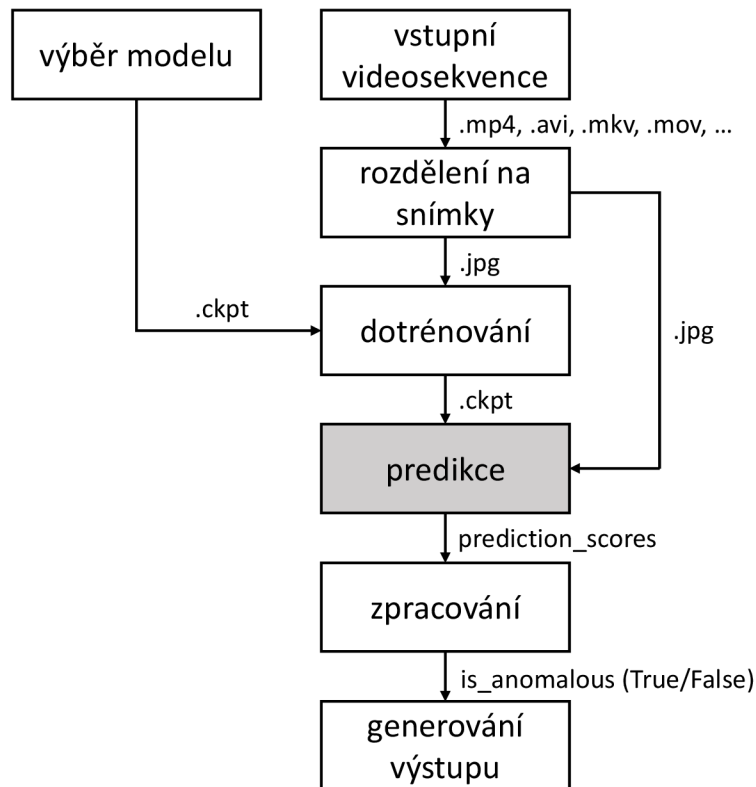 výběr modelu
vstupní
videosekvence
.mp4, .avi, .mkv, .mov, ...
rozdělení na
snímky
.jpg
.ckpt
dotrénování
.jpg
.ckpt
predikce
prediction_scores
zpracování
is_anomalous (True/False)
generování
výstupu